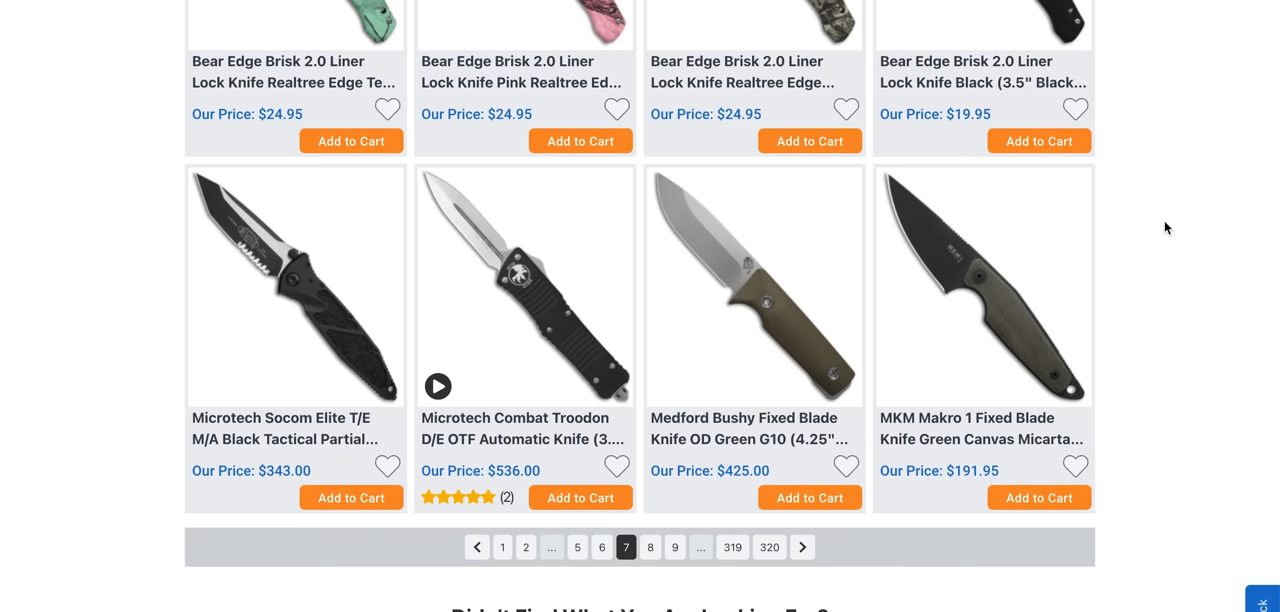 Bear Edge Brisk 2.0 Liner
Lock Knife Realtree Edge Te...
Our Price: $24.95
Add to Cart
Bear Edge Brisk 2.0 Liner
Lock Knife Pink Realtree Ed...
Our Price: $24.95
Add to Cart
Bear Edge Brisk 2.0 Liner
Lock Knife Realtree Edge...
Our Price: $24.95
Add to Cart
Bear Edge Brisk 2.0 Liner
Lock Knife Black (3.5" Black...
Our Price: $19.95
Add to Cart
Microtech Socom Elite T/E
M/A Black Tactical Partial...
Our Price: $343.00
Add to Cart
Microtech Combat Troodon
D/E OTF Automatic Knife (3....
Our Price: $536.00
(2)
Add to Cart
Medford Bushy Fixed Blade
Knife OD Green G10 (4.25"...
Our Price: $425.00
Add to Cart
MKM
MKM Makro 1 Fixed Blade
Knife Green Canvas Micarta...
Our Price: $191.95
Add to Cart
1 2 ... 5 6 7 8 9 ... 319 320